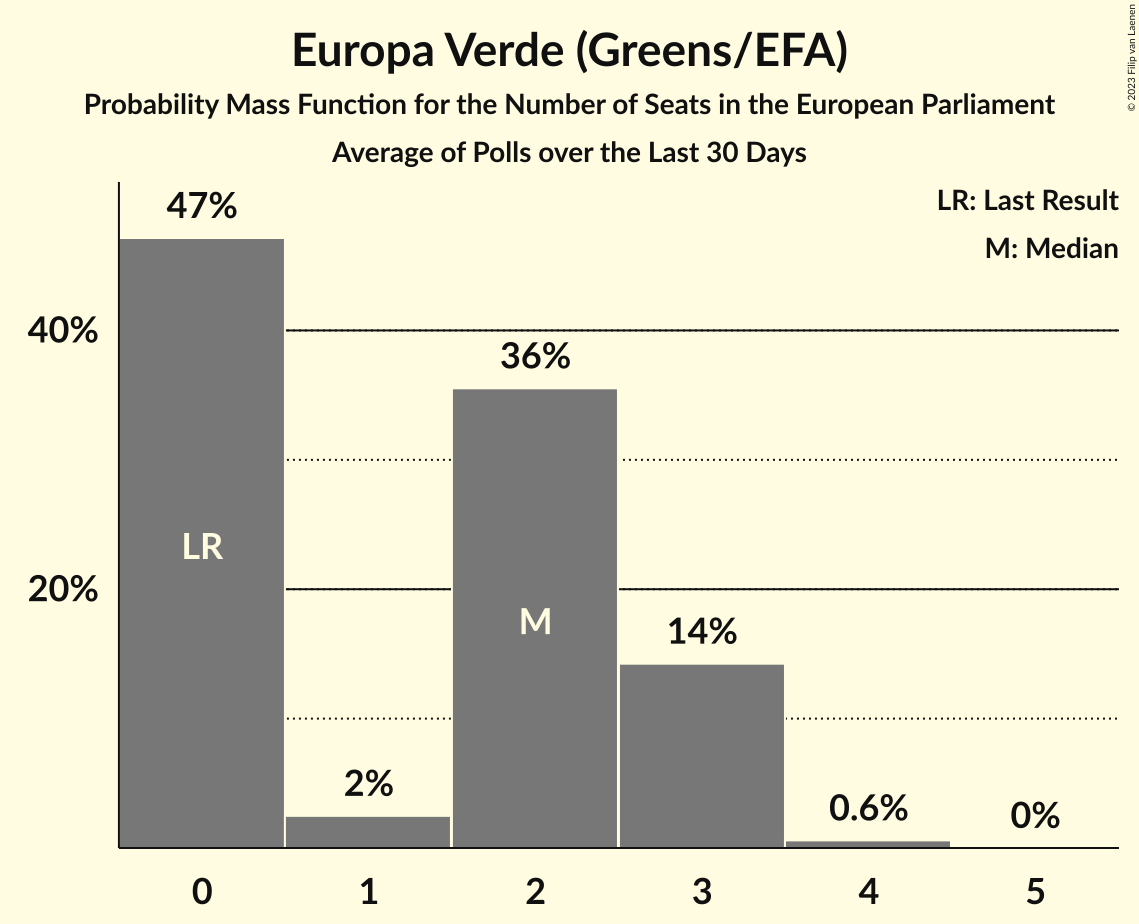 Europa Verde (Greens/EFA)
Probability Mass Function for the Number of Seats in the European Parliament
Average of Polls over the Last 30 Days
© 2023 Filip van Laenen
LR: Last Result
M: Median
47%
40%
36%
LR
20%
M
14%
2%
0.6%
0%
0 1 2 3 4 5